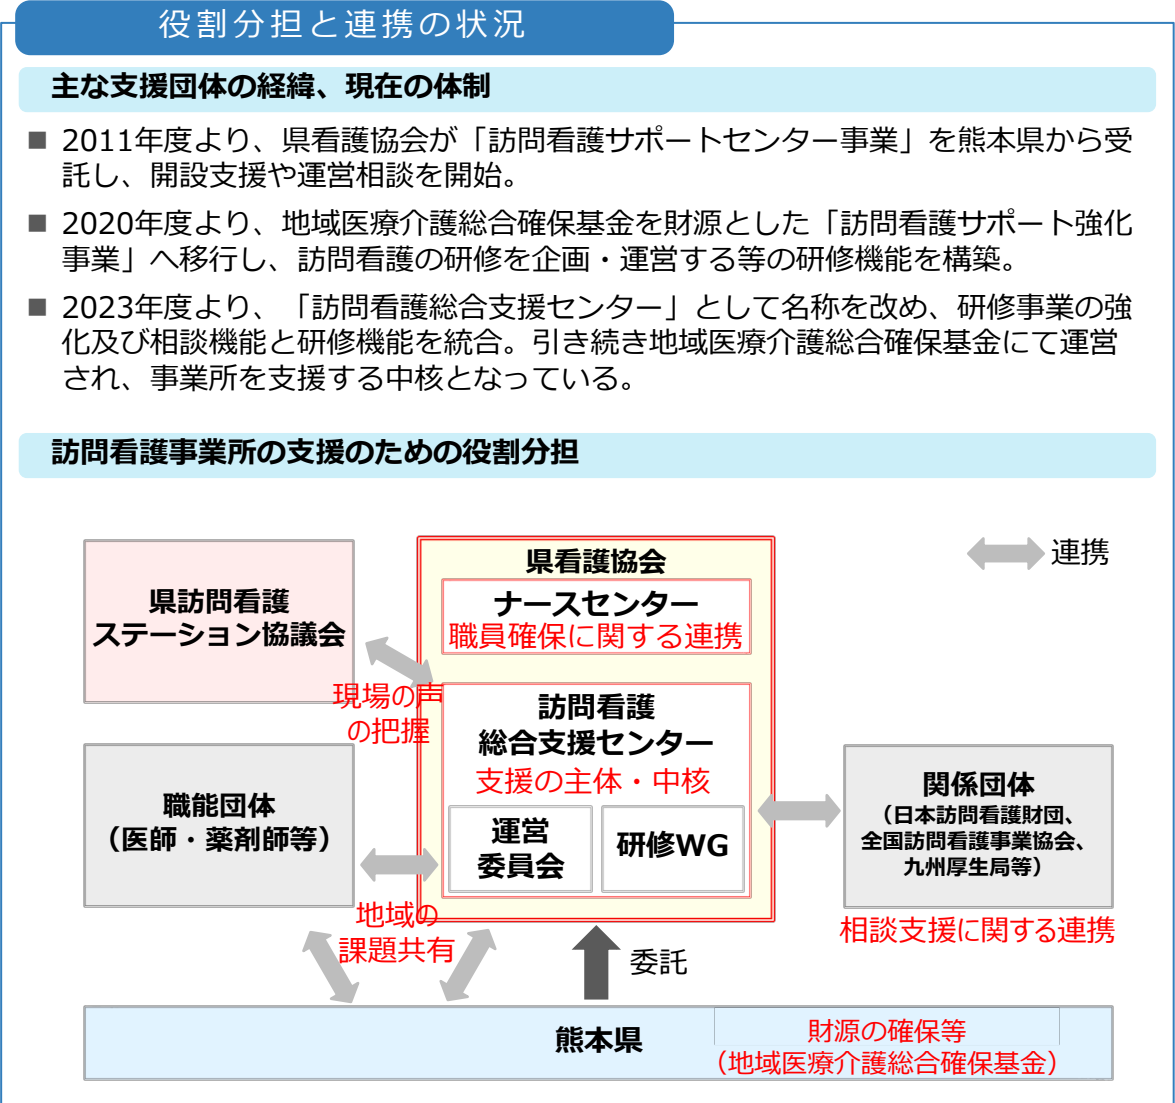 役割分担と連携の状況
主な支援団体の経緯、現在の体制
■ 2011年度より、県看護協会が「訪問看護サポートセンター事業」を熊本県から受
託し、開設支援や運営相談を開始。
■ 2020年度より、地域医療介護総合確保基金を財源とした「訪問看護サポート強化
事業」へ移行し、訪問看護の研修を企画・運営する等の研修機能を構築。
■ 2023年度より、「訪問看護総合支援センター」として名称を改め、研修事業の強
化及び相談機能と研修機能を統合。引き続き地域医療介護総合確保基金にて運営
され、事業所を支援する中核となっている。
訪問看護事業所の支援のための役割分担
連携
県訪問看護
ステーション協議会
県看護協会
ナースセンター
職員確保に関する連携
現場の声
の把握
訪問看護
総合支援センター
支援の主体・中核
運営
委員会
研修WG
職能団体
（医師・薬剤師等）
関係団体
（日本訪問看護財団、
全国訪問看護事業協会、
九州厚生局等）
相談支援に関する連携
地域の
課題共有
委託
熊本県
財源の確保等
（地域医療介護総合確保基金）